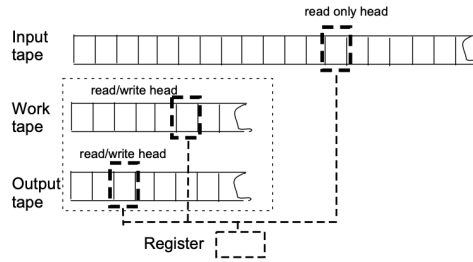 read only head
Input
tape
read/write head
Work
tape
read/write head
Output
tape
Register